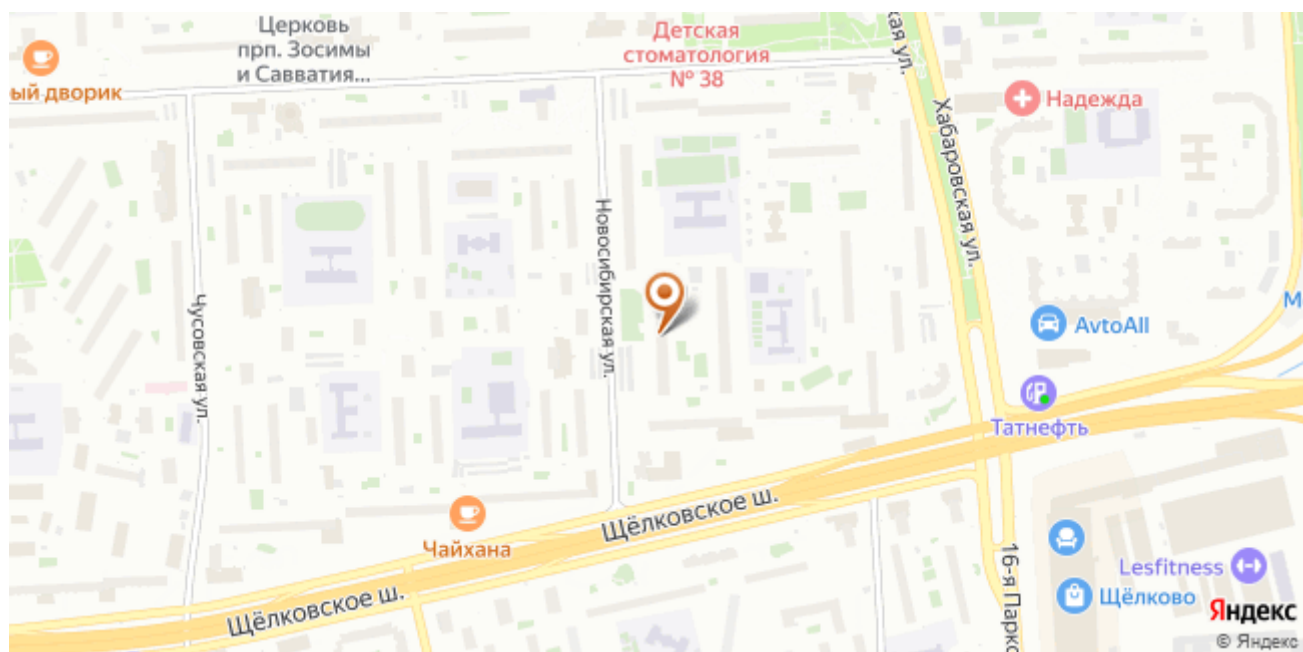 Церковь
прп. Зосимы
и Савватия...
Детская
стоматология
№ 38
кая ул.
ый дворик
Надежда
Хабаровская ул.
Новосибирская ул.
Чусовская ул.
AvtoAll
М
Татнефть
Щёлковское ш.
Чайхана
Щёлковское ш.
16-я Парко
Lesfitness
Щёлково
Яндекс
© Яндекс